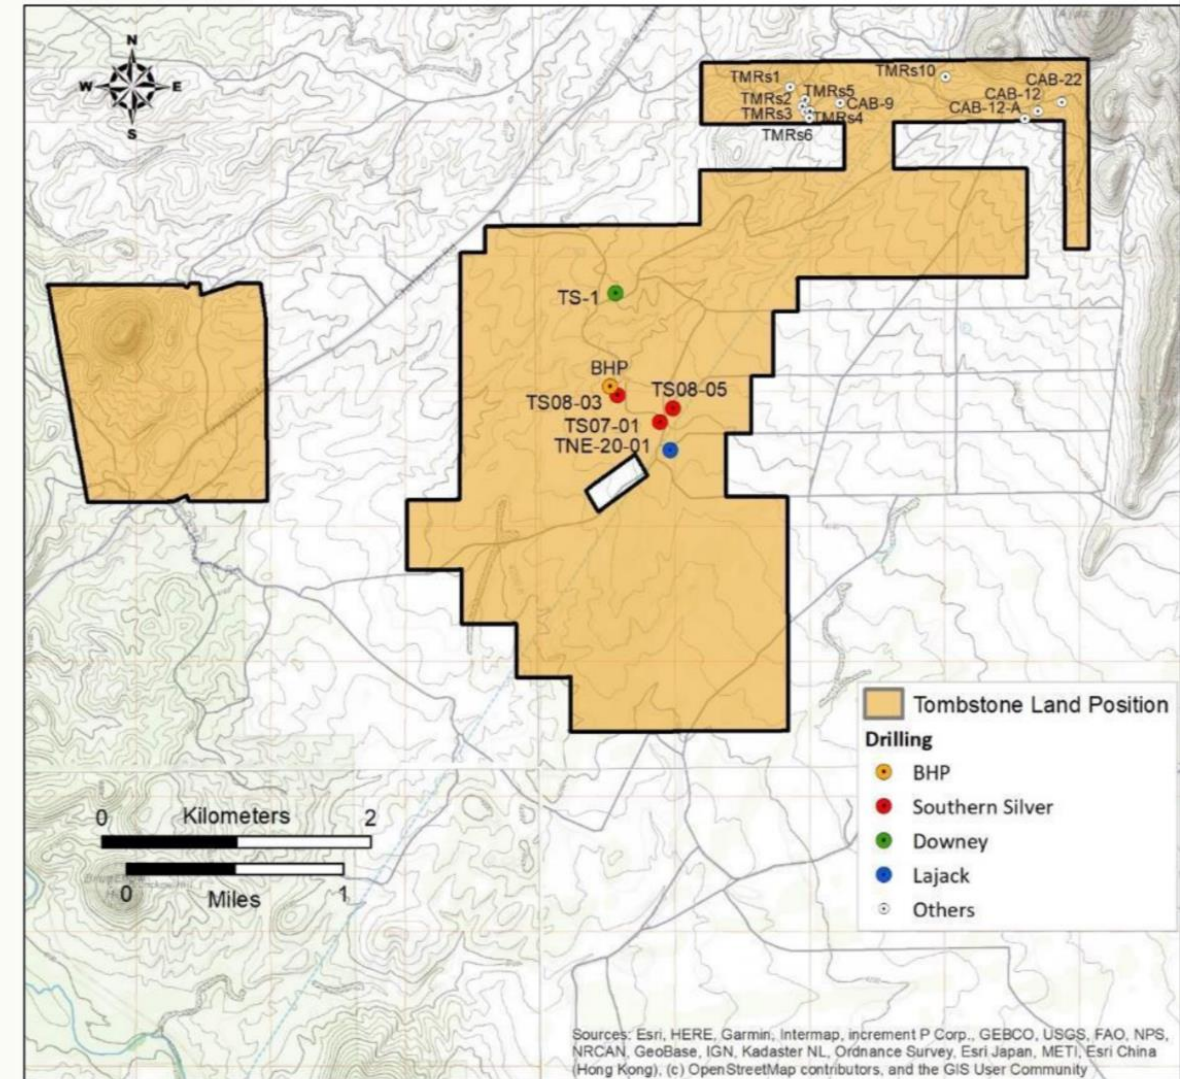 N
W E
S
TMRs1
TMRs10
CAB-22
TMRs2
TMRs5
CAB-12
TMRs3
CAB-9
CAB-12-A
TMRs4
TMRs6
TS-1
BHP
TS08-03
TS08-05
TS07-01
TNE-20-01
Tombstone Land Position
Drilling
BHP
Southern Silver
Downey
Lajack
Others
0 Kilometers 2
0 Miles 1
Sources: Esri, HERE, Garmin, Intermap, increment P Corp., GEBCO, USGS, FAO, NPS,
NRCAN, GeoBase, IGN, Kadaster NL, Ordnance Survey, Esri Japan, METI, Esri China
(Hong Kong), (c) OpenStreetMap contributors, and the GIS User Community